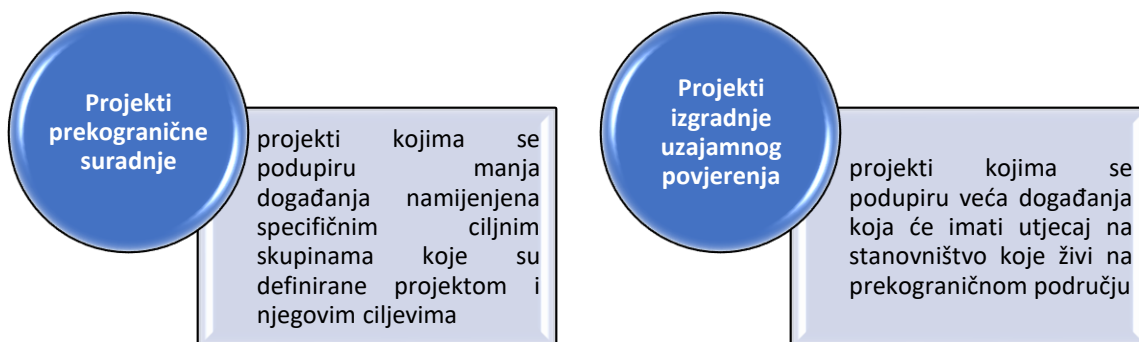 Projekti
prekogranične
suradnje
projekti kojima se
podupiru manja
događanja namijenjena
specifičnim ciljnim
skupinama koje su
definirane projektom i
njegovim ciljevima
Projekti
izgradnje
uzajamnog
povjerenja
projekti kojima se
podupiru veća događanja
koja će imati utjecaj na
stanovništvo koje živi na
prekograničnom području